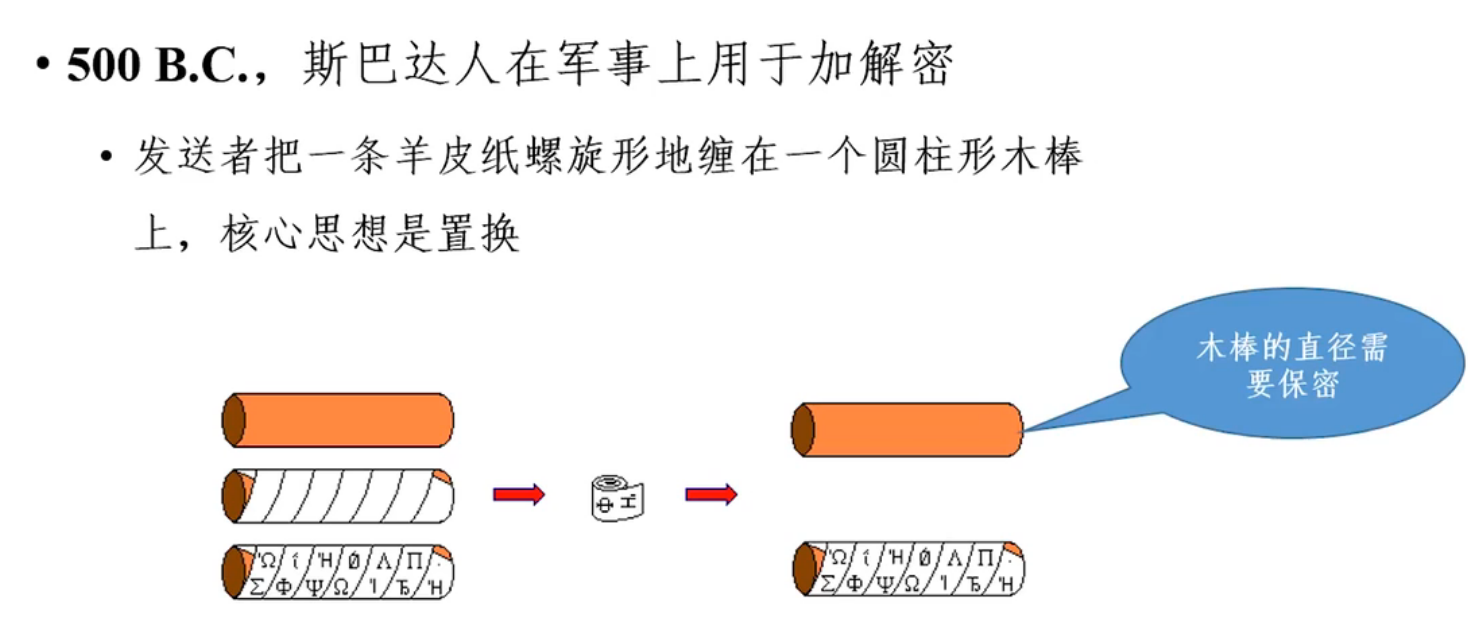 • 500 B.C.，斯巴达人在军事上用于加解密
• 发送者把一条羊皮纸螺旋形地缠在一个圆柱形木棒
上，核心思想是置换
木棒的直径需
要保密
Ώ ΐ Ή Ø Λ Π
Σ Φ Ψ Ω Ί Ђ Ή
Ώ ΐ Ή Ø Λ Π
Σ Φ Ψ Ω Ί Ђ Ή